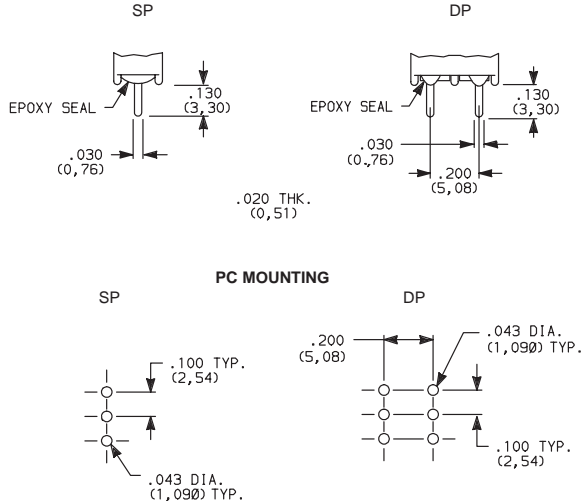 SP
DP
EPOXY SEAL
.130
(3,30)
.030
(0,76)
EPOXY SEAL
.130
(3,30)
.030
(0,76)
.200
(5,08)
.020 THK.
(0,51)
PC MOUNTING
SP
DP
.100 TYP.
(2,54)
.043 DIA.
(1,090) TYP.
.200
(5,08)
.043 DIA.
(1,090) TYP.
.100 TYP.
(2,54)